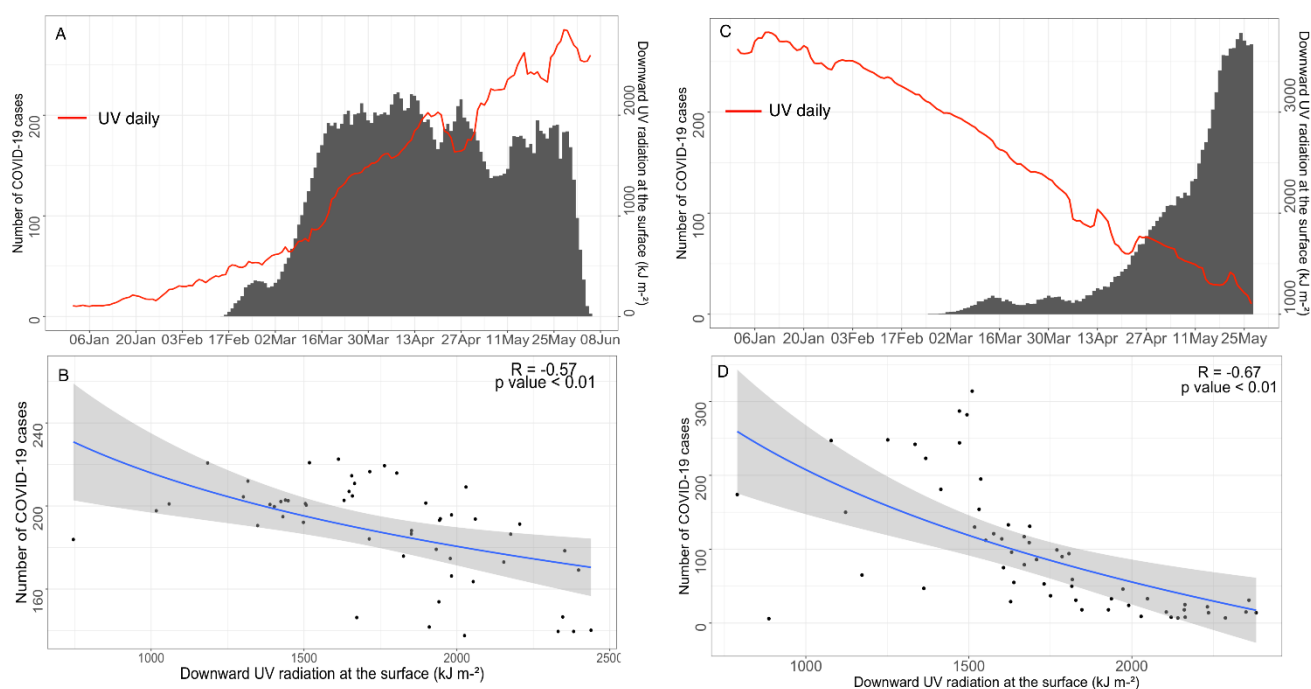 A
Number of COVID-19 cases
0
100
200
UV daily
Downward UV radiation at the surface (kJ m-²)
0
1000
2000
06Jan 20Jan 03Feb 17Feb 02Mar 16Mar 30Mar 13Apr 27Apr 11May 25May 08Jun
C
Number of COVID-19 cases
0
100
200
UV daily
Downward UV radiation at the surface (kJ m-²)
1000
2000
3000
06Jan 20Jan 03Feb 17Feb 02Mar 16Mar 30Mar 13Apr 27Apr 11May 25May
B
R = -0.57
p value < 0.01
Number of COVID-19 cases
160
200
240
1000 1500 2000 2500
Downward UV radiation at the surface (kJ m-²)
D
R = -0.67
p value < 0.01
Number of COVID-19 cases
0
100
200
300
1000 1500 2000
Downward UV radiation at the surface (kJ m-²)